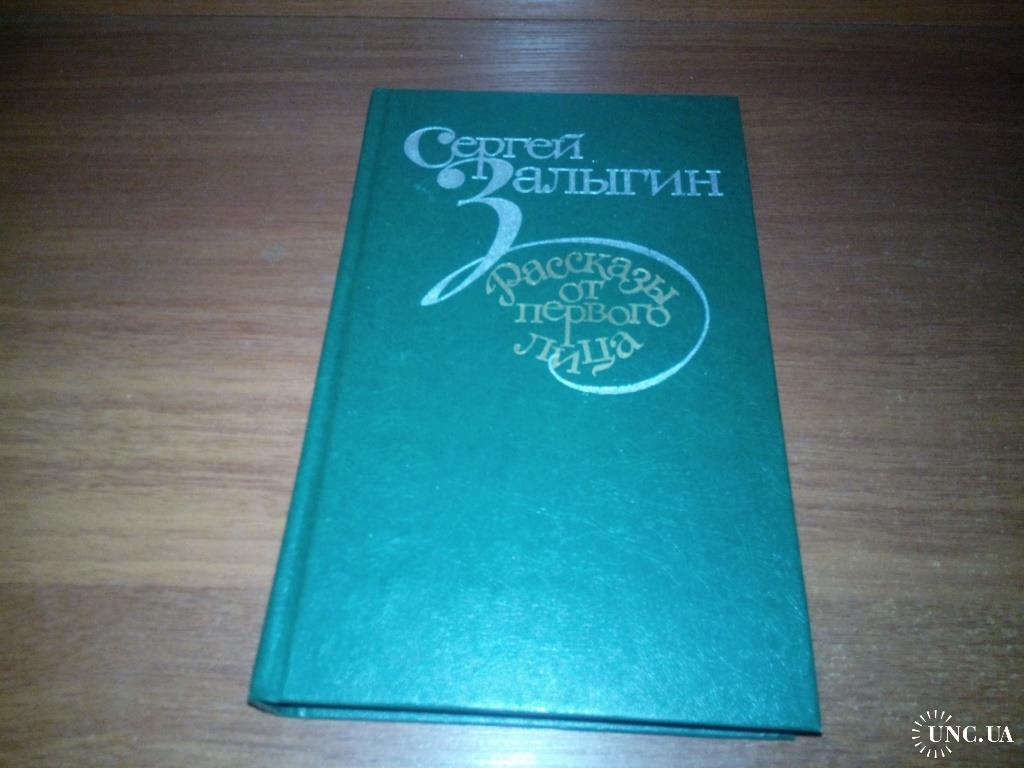 Сергей
Залыгин
Рассказы
от
первого
лица
UNC.UA